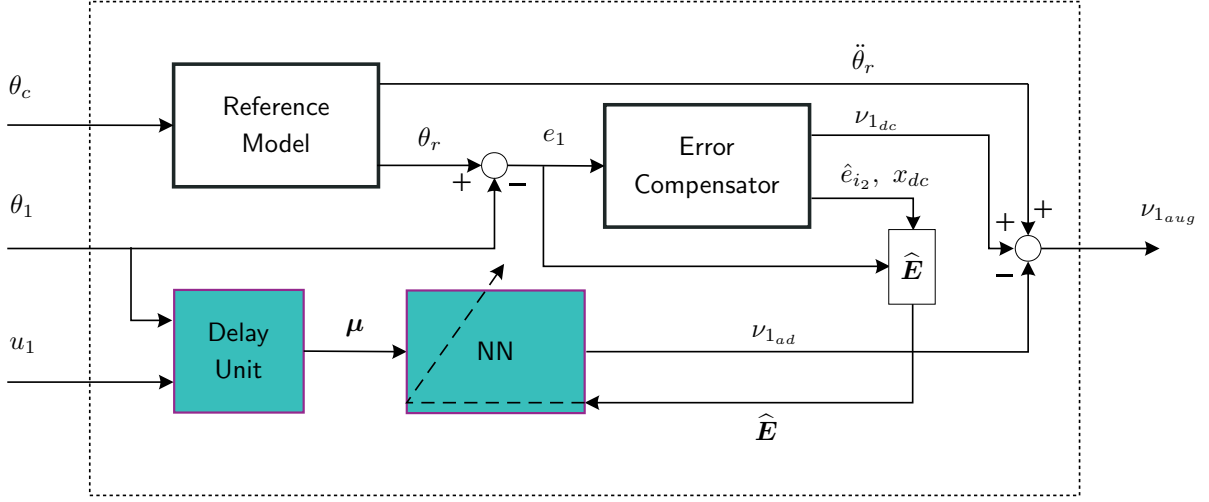 θ̈_r
θ_c
Reference
Model
θ_r
e_1
Error
Compensator
ν_{1_{dc}}
ê_{i_2}, x_{dc}
+
−
θ_1
+
+
−
ν_{1_{aug}}
Ê
u_1
Delay
Unit
μ
NN
ν_{1_{ad}}
Ê